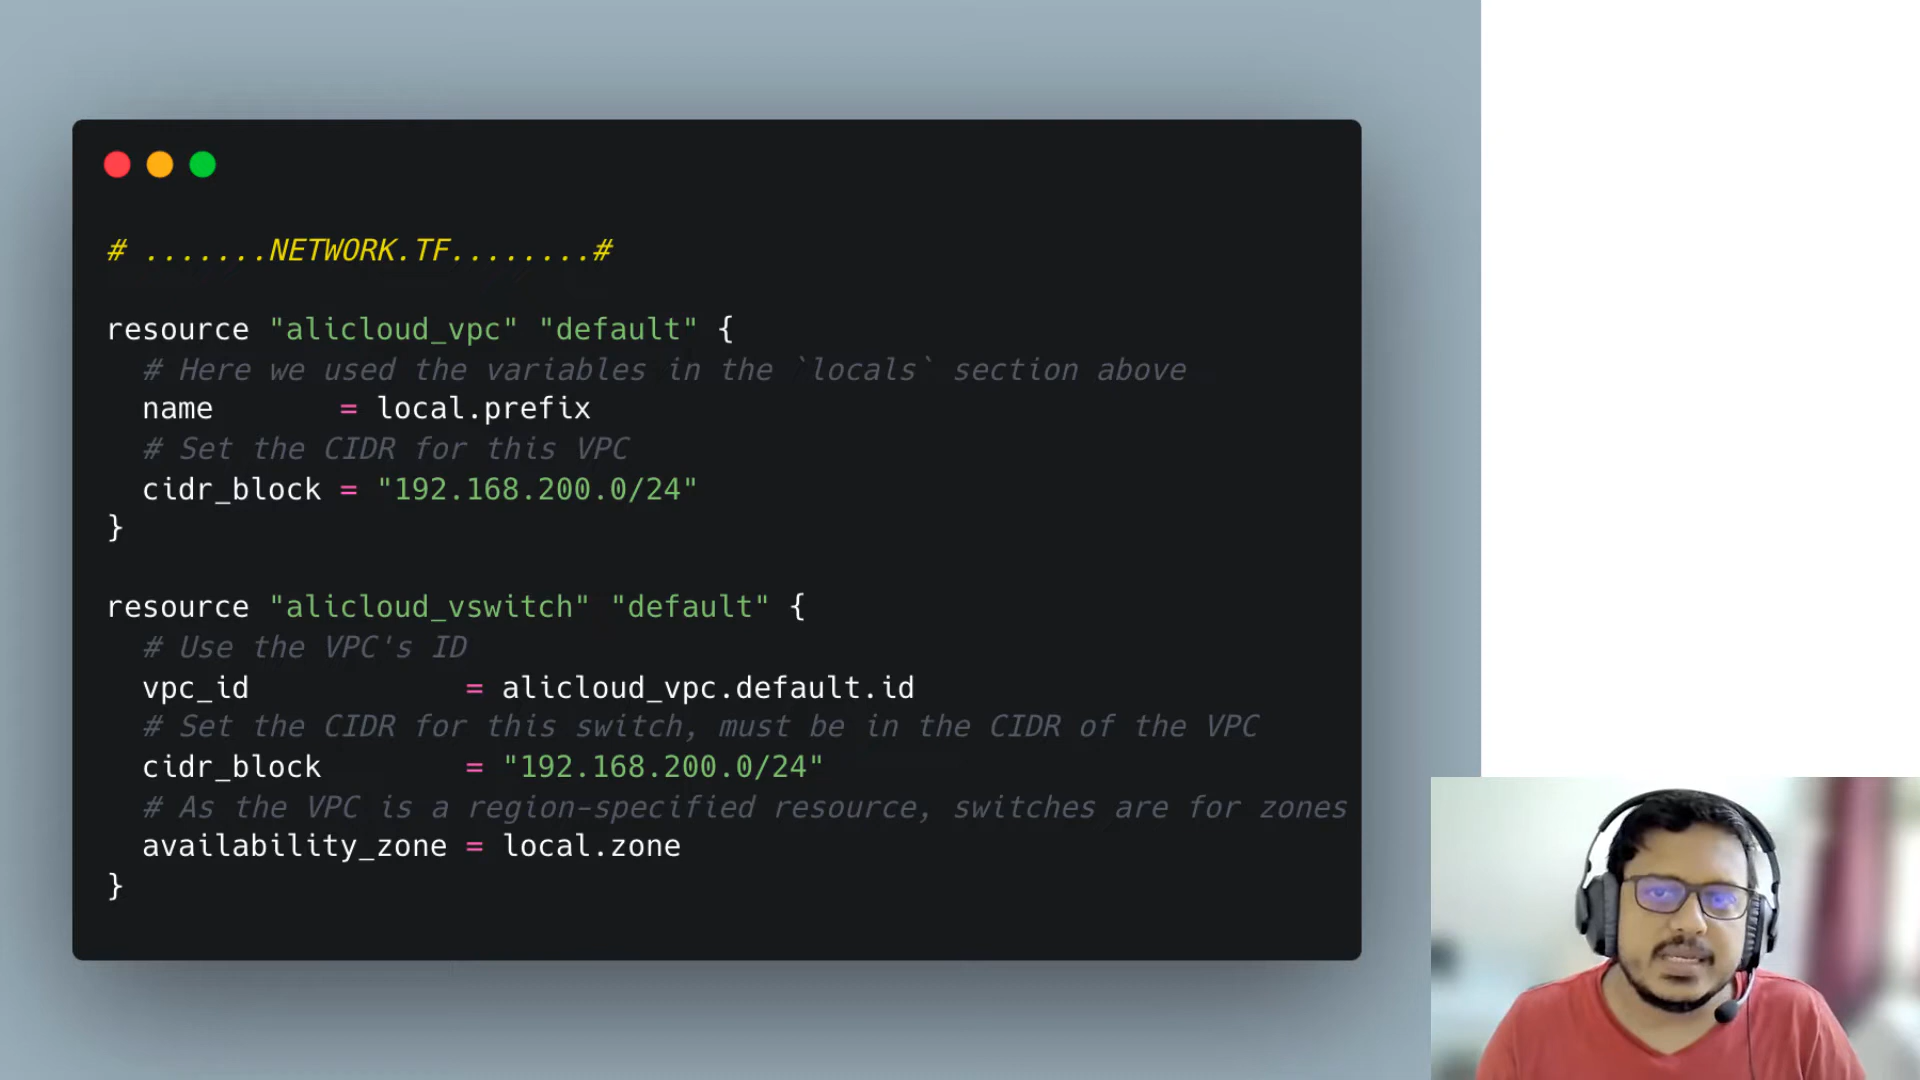 # .......NETWORK.TF........#
resource "alicloud_vpc" "default" {
# Here we used the variables in the `locals` section above
name = local.prefix
# Set the CIDR for this VPC
cidr_block = "192.168.200.0/24"
}
resource "alicloud_vswitch" "default" {
# Use the VPC's ID
vpc_id = alicloud_vpc.default.id
# Set the CIDR for this switch, must be in the CIDR of the VPC
cidr_block = "192.168.200.0/24"
# As the VPC is a region-specified resource, switches are for zones
availability_zone = local.zone
}